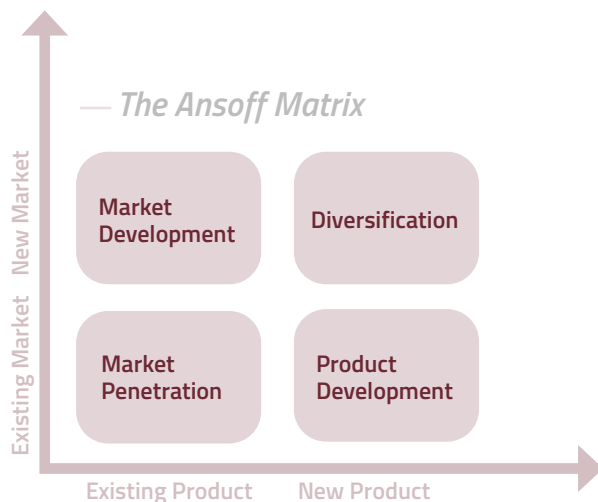 — The Ansoff Matrix
New Market
Market
Development
Diversification
Existing Market
Market
Penetration
Product
Development
Existing Product
New Product